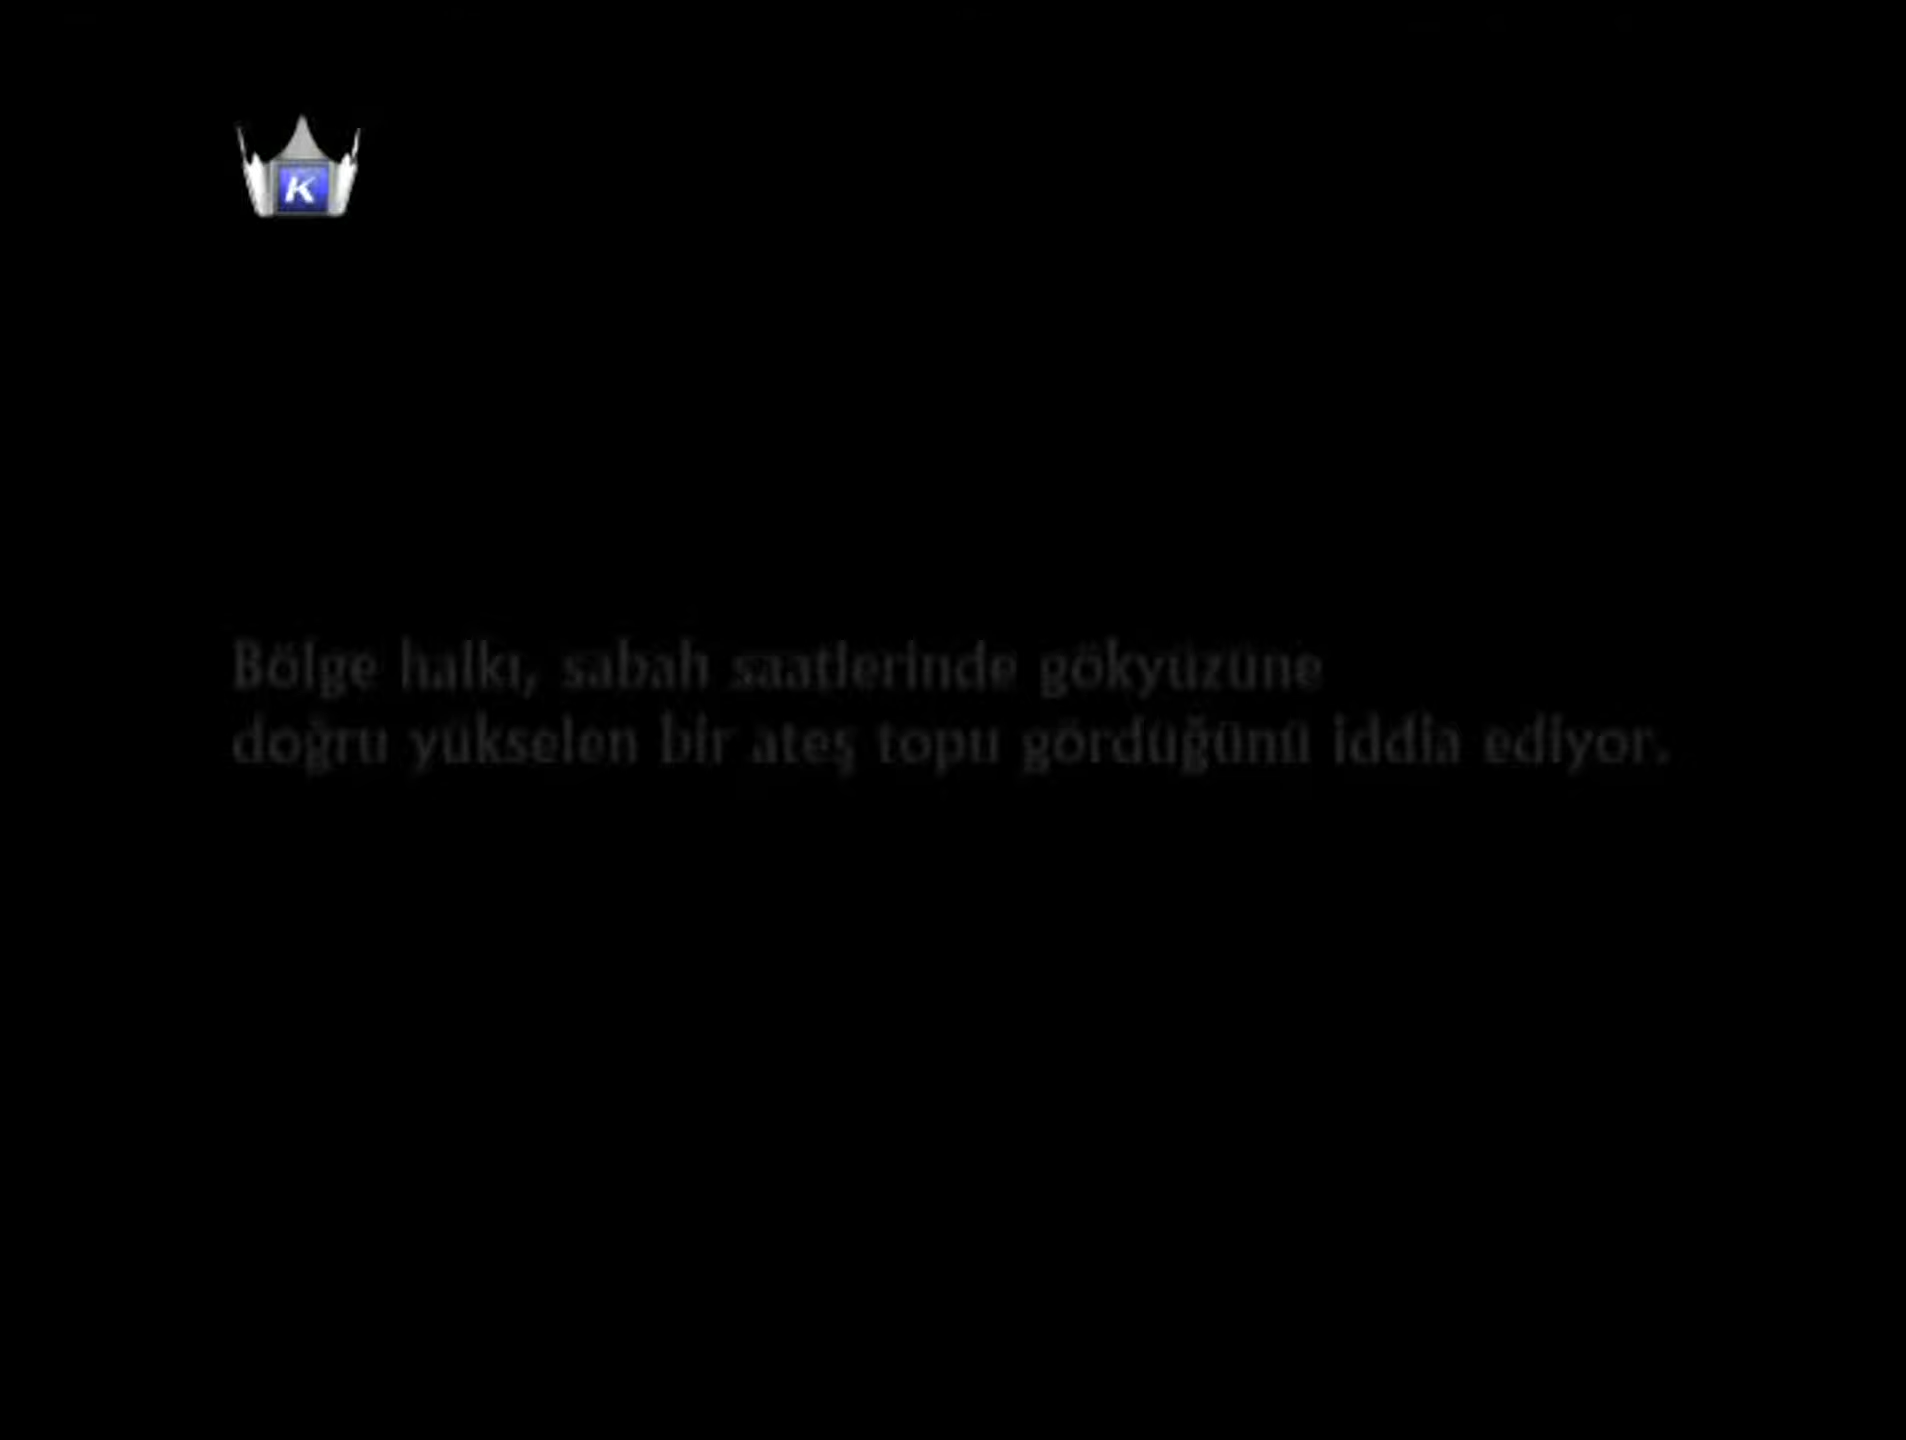 K
Bölge halkı, sabah saatlerinde gökyüzüne
doğru yükselen bir ateş topu gördüğünü iddia ediyor.